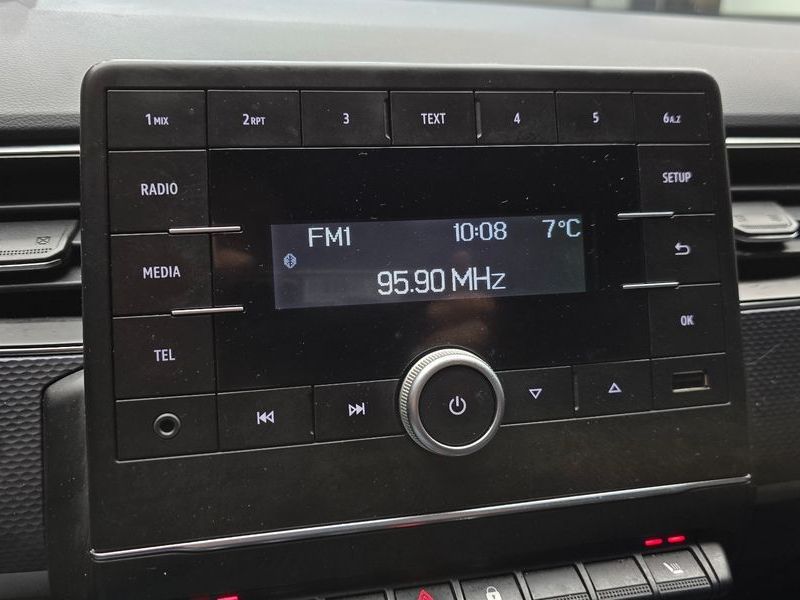 1MIX 2RPT 3 TEXT 4 5 6A..Z
RADIO SETUP
FM1 10:08 7°C
95.90 MHz
MEDIA
TEL OK